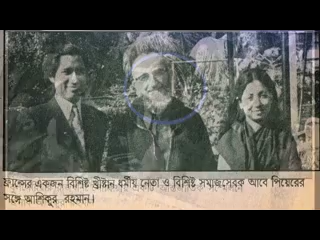 ফ্রান্সের একজন বিশিষ্ট খ্রীষ্টান ধর্মীয় নেতা ও বিশিষ্ট সমাজসেবক আবে পিয়েরের
সঙ্গে আশিকুর রহমান।